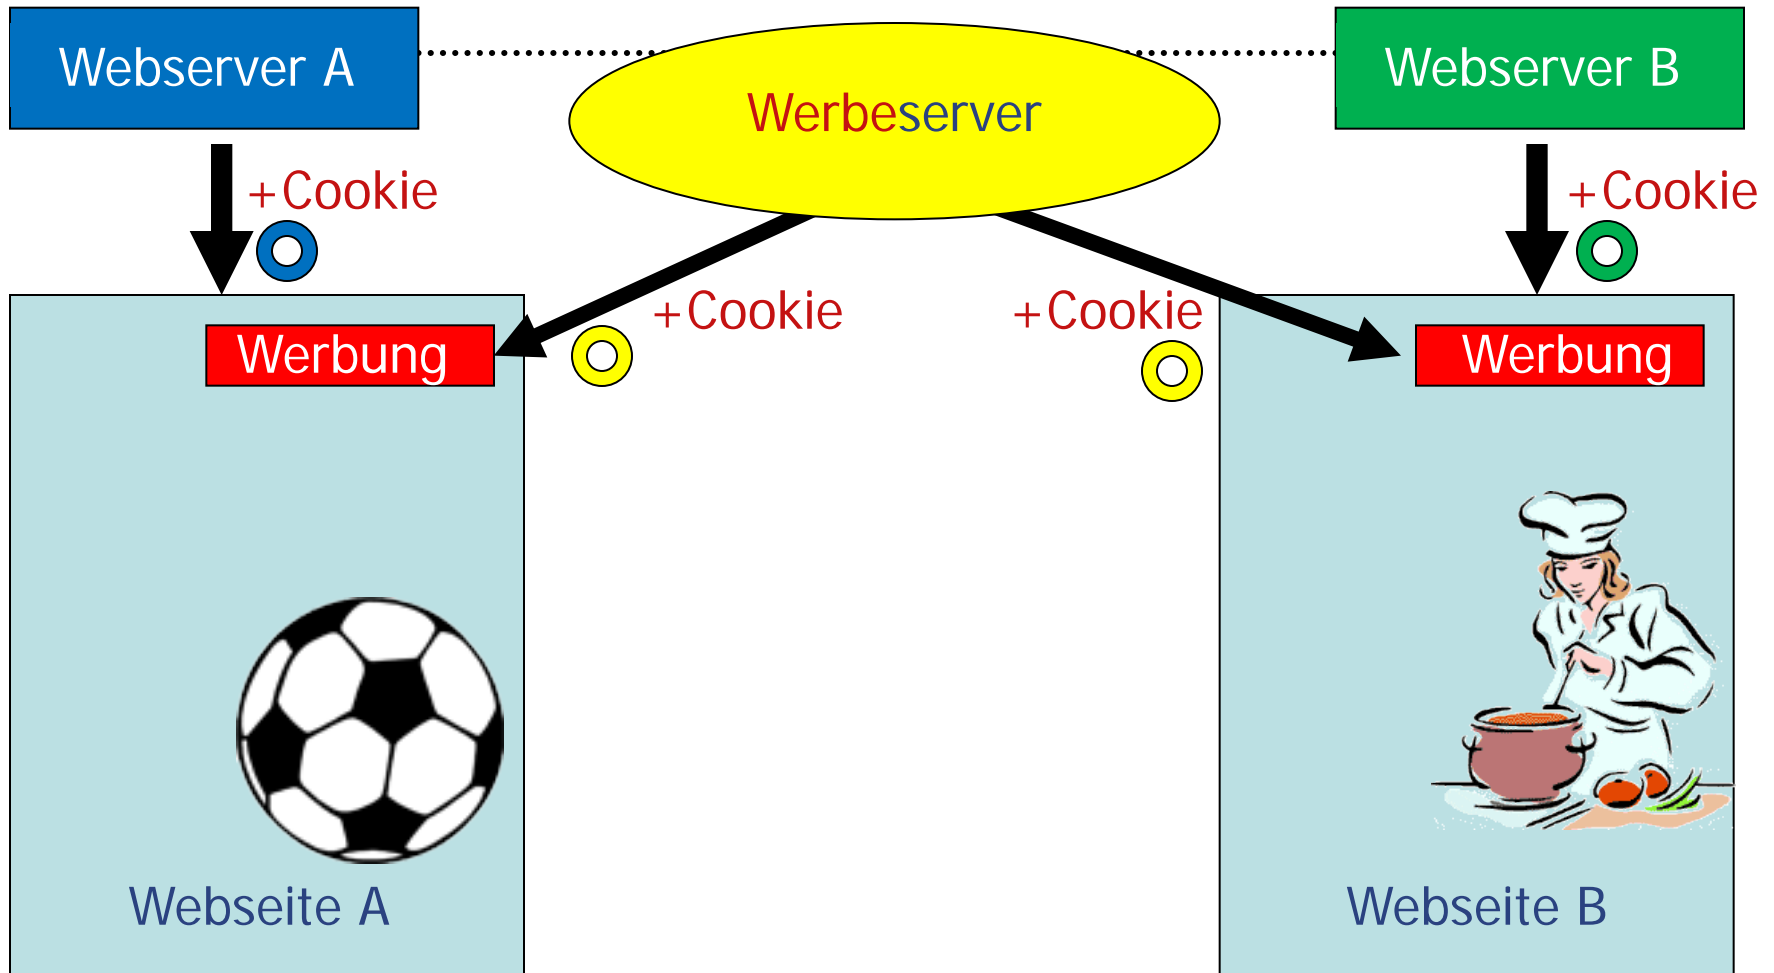 Webserver A
Werbeserver
Webserver B
+Cookie
+Cookie
+Cookie
+Cookie
Werbung
Werbung
Webseite A
Webseite B